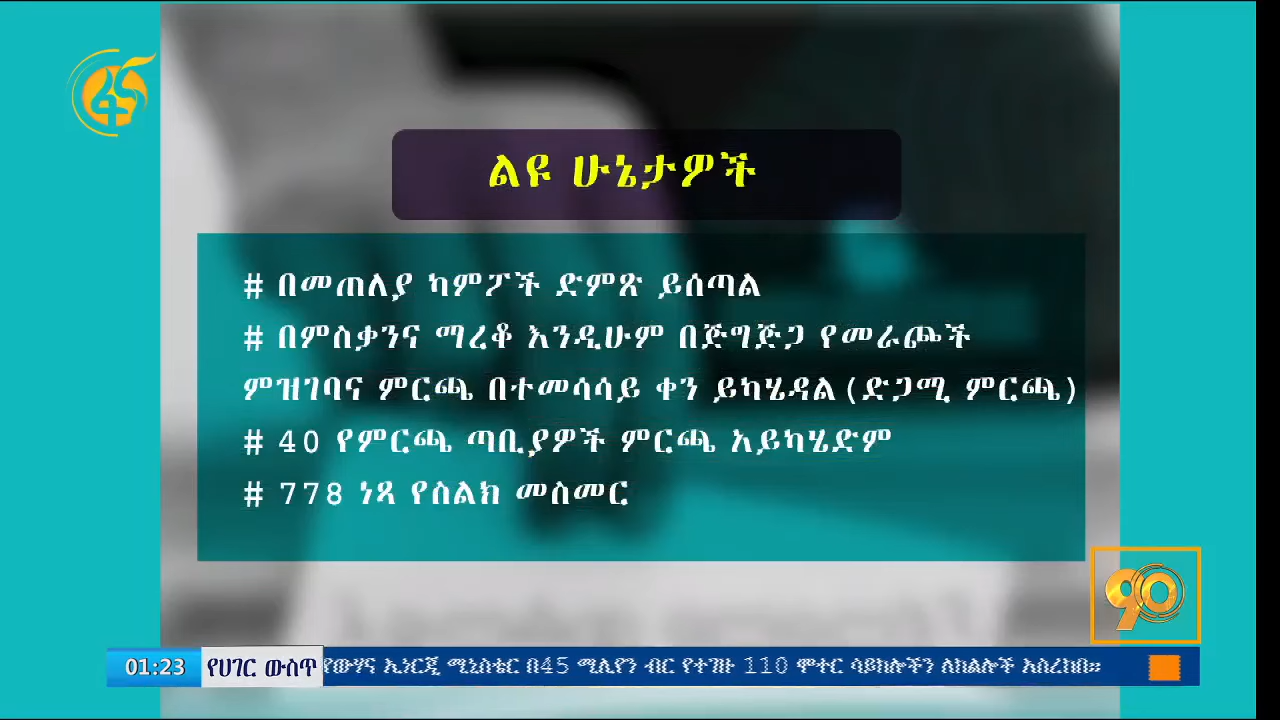 ፋና
ልዩ ሁኔታዎች
# በመጠለያ ካምፖች ድምጽ ይሰጣል
# በምስቃንና ማረቆ እንዲሁም በጅግጅጋ የመራጮች
ምዝገባና ምርጫ በተመሳሳይ ቀን ይካሄዳል (ድጋሚ ምርጫ)
# 40 የምርጫ ጣቢያዎች ምርጫ አይካሄድም
# 778 ነጻ የስልክ መስመር
90
01:23 የሀገር ውስጥ የውሃና ኢነርጂ ሚኒስቴር በ45 ሚሊየን ብር የተገዙ 110 ሞተር ሳይክሎችን ለክልሎች አስረከበ።